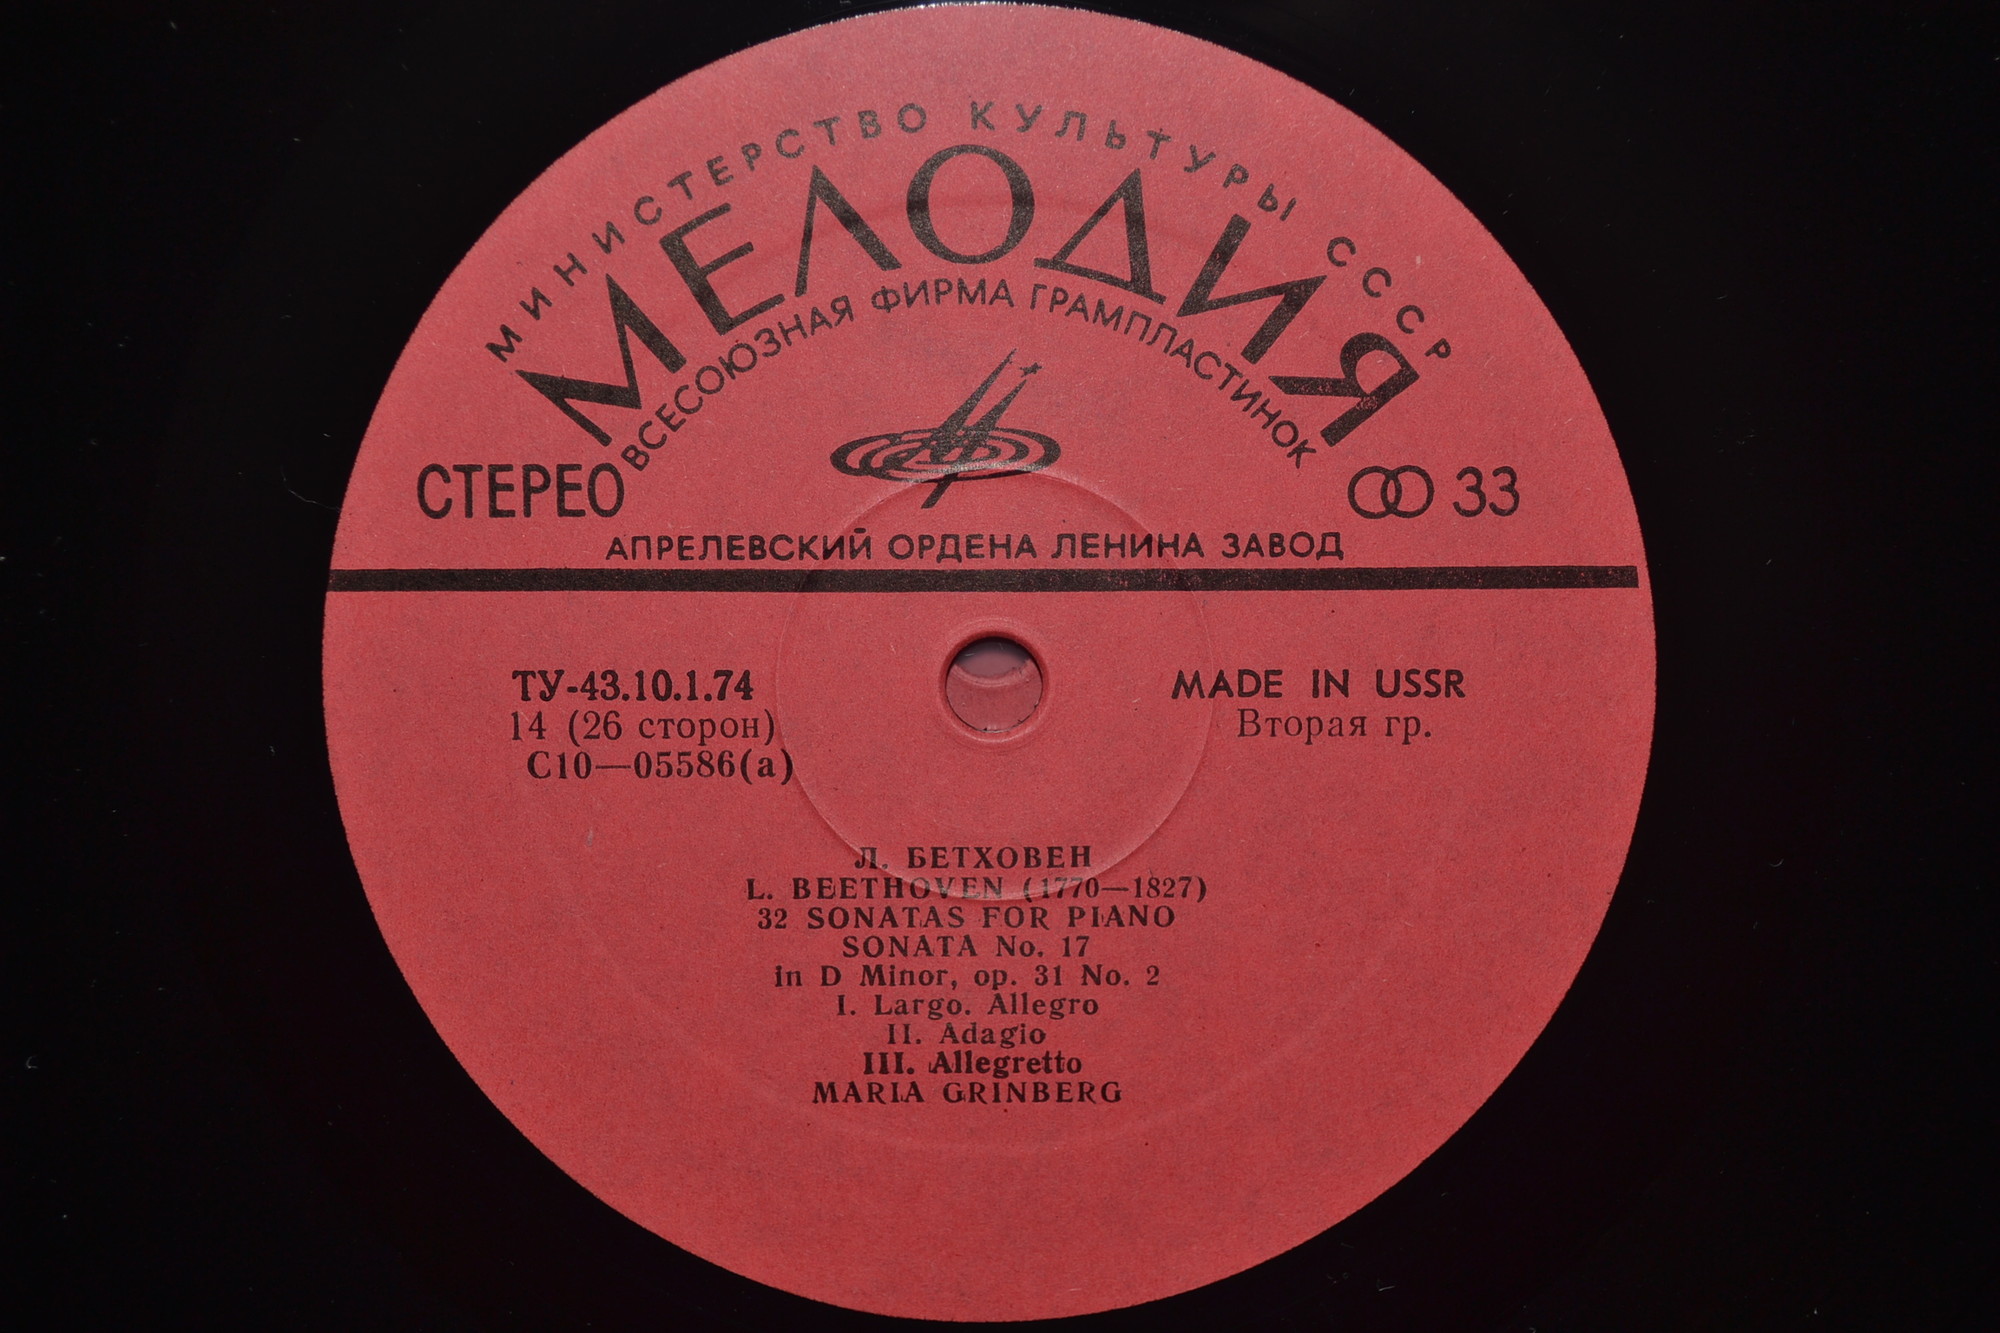 МИНИСТЕРСТВО КУЛЬТУРЫ СССР
МЕЛОДИЯ
ВСЕСОЮЗНАЯ ФИРМА ГРАМПЛАСТИНОК
СТЕРЕО
33
АПРЕЛЕВСКИЙ ОРДЕНА ЛЕНИНА ЗАВОД
ТУ-43.10.1.74
14 (26 сторон)
С10—05586(а)
MADE IN USSR
Вторая гр.
Л. БЕТХОВЕН
L. BEETHOVEN (1770—1827)
32 SONATAS FOR PIANO
SONATA No. 17
in D Minor, op. 31 No. 2
I. Largo. Allegro
II. Adagio
III. Allegretto
MARIA GRINBERG